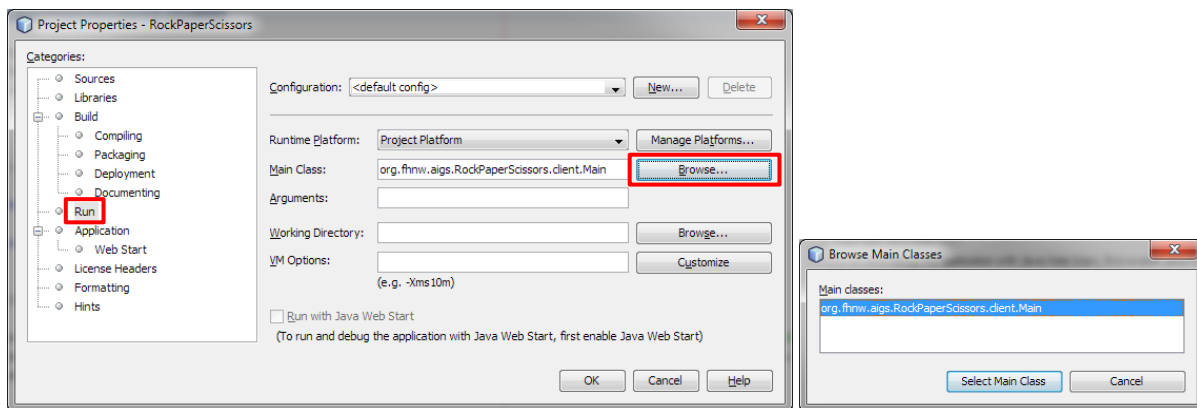 Project Properties - RockPaperScissors
Categories:
Sources
Libraries
Build
Compiling
Packaging
Deployment
Documenting
Run
Application
Web Start
License Headers
Formatting
Hints
Configuration: <default config> New... Delete
Runtime Platform: Project Platform Manage Platforms...
Main Class: org.fhnw.aigs.RockPaperScissors.client.Main Browse...
Arguments:
Working Directory: Browse...
VM Options: Customize
(e.g. -Xms10m)
Run with Java Web Start
(To run and debug the application with Java Web Start, first enable Java Web Start)
OK Cancel Help
Browse Main Classes
Main classes:
org.fhnw.aigs.RockPaperScissors.client.Main
Select Main Class Cancel